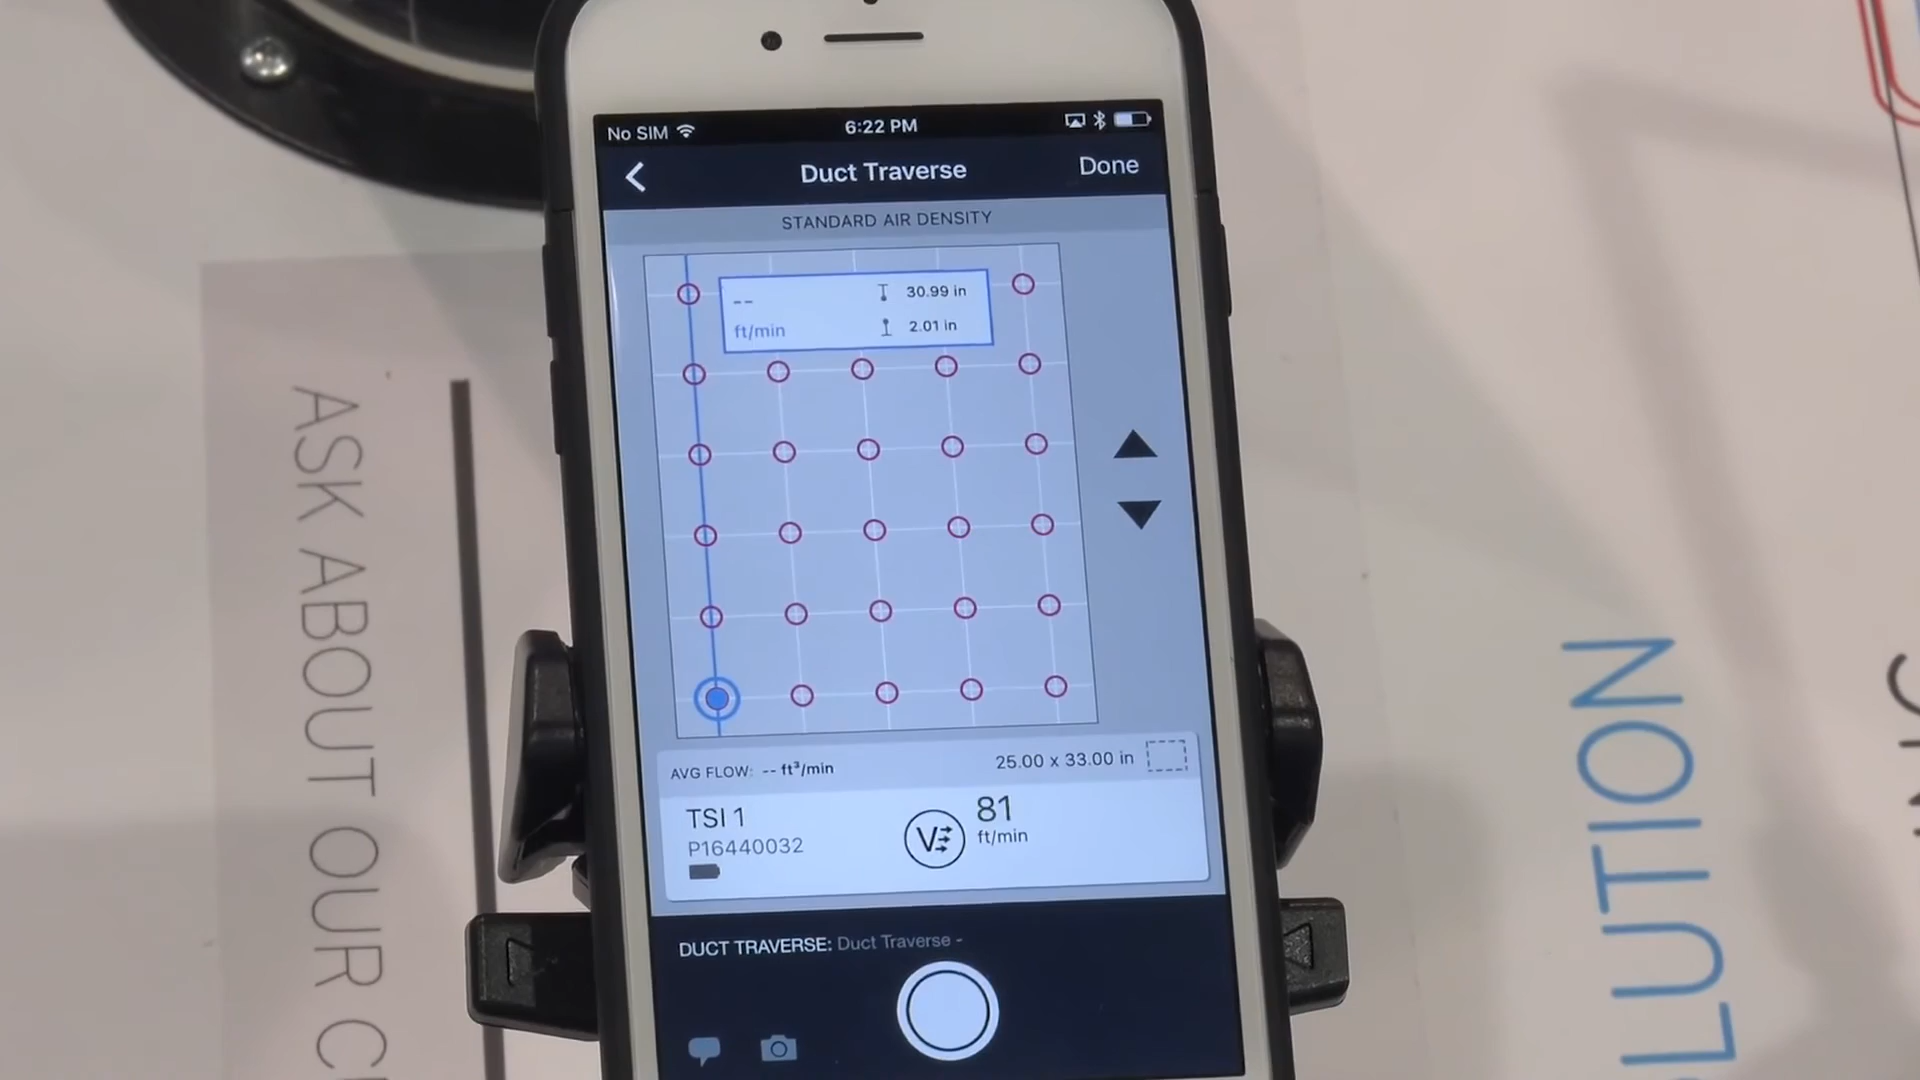 No SIM
6:22 PM
Duct Traverse
Done
STANDARD AIR DENSITY
--
30.99 in
ft/min
2.01 in
AVG FLOW: -- ft³/min
25.00 x 33.00 in
TSI 1
P16440032
V
81
ft/min
DUCT TRAVERSE: Duct Traverse -
ASK ABOUT OUR
LUTION